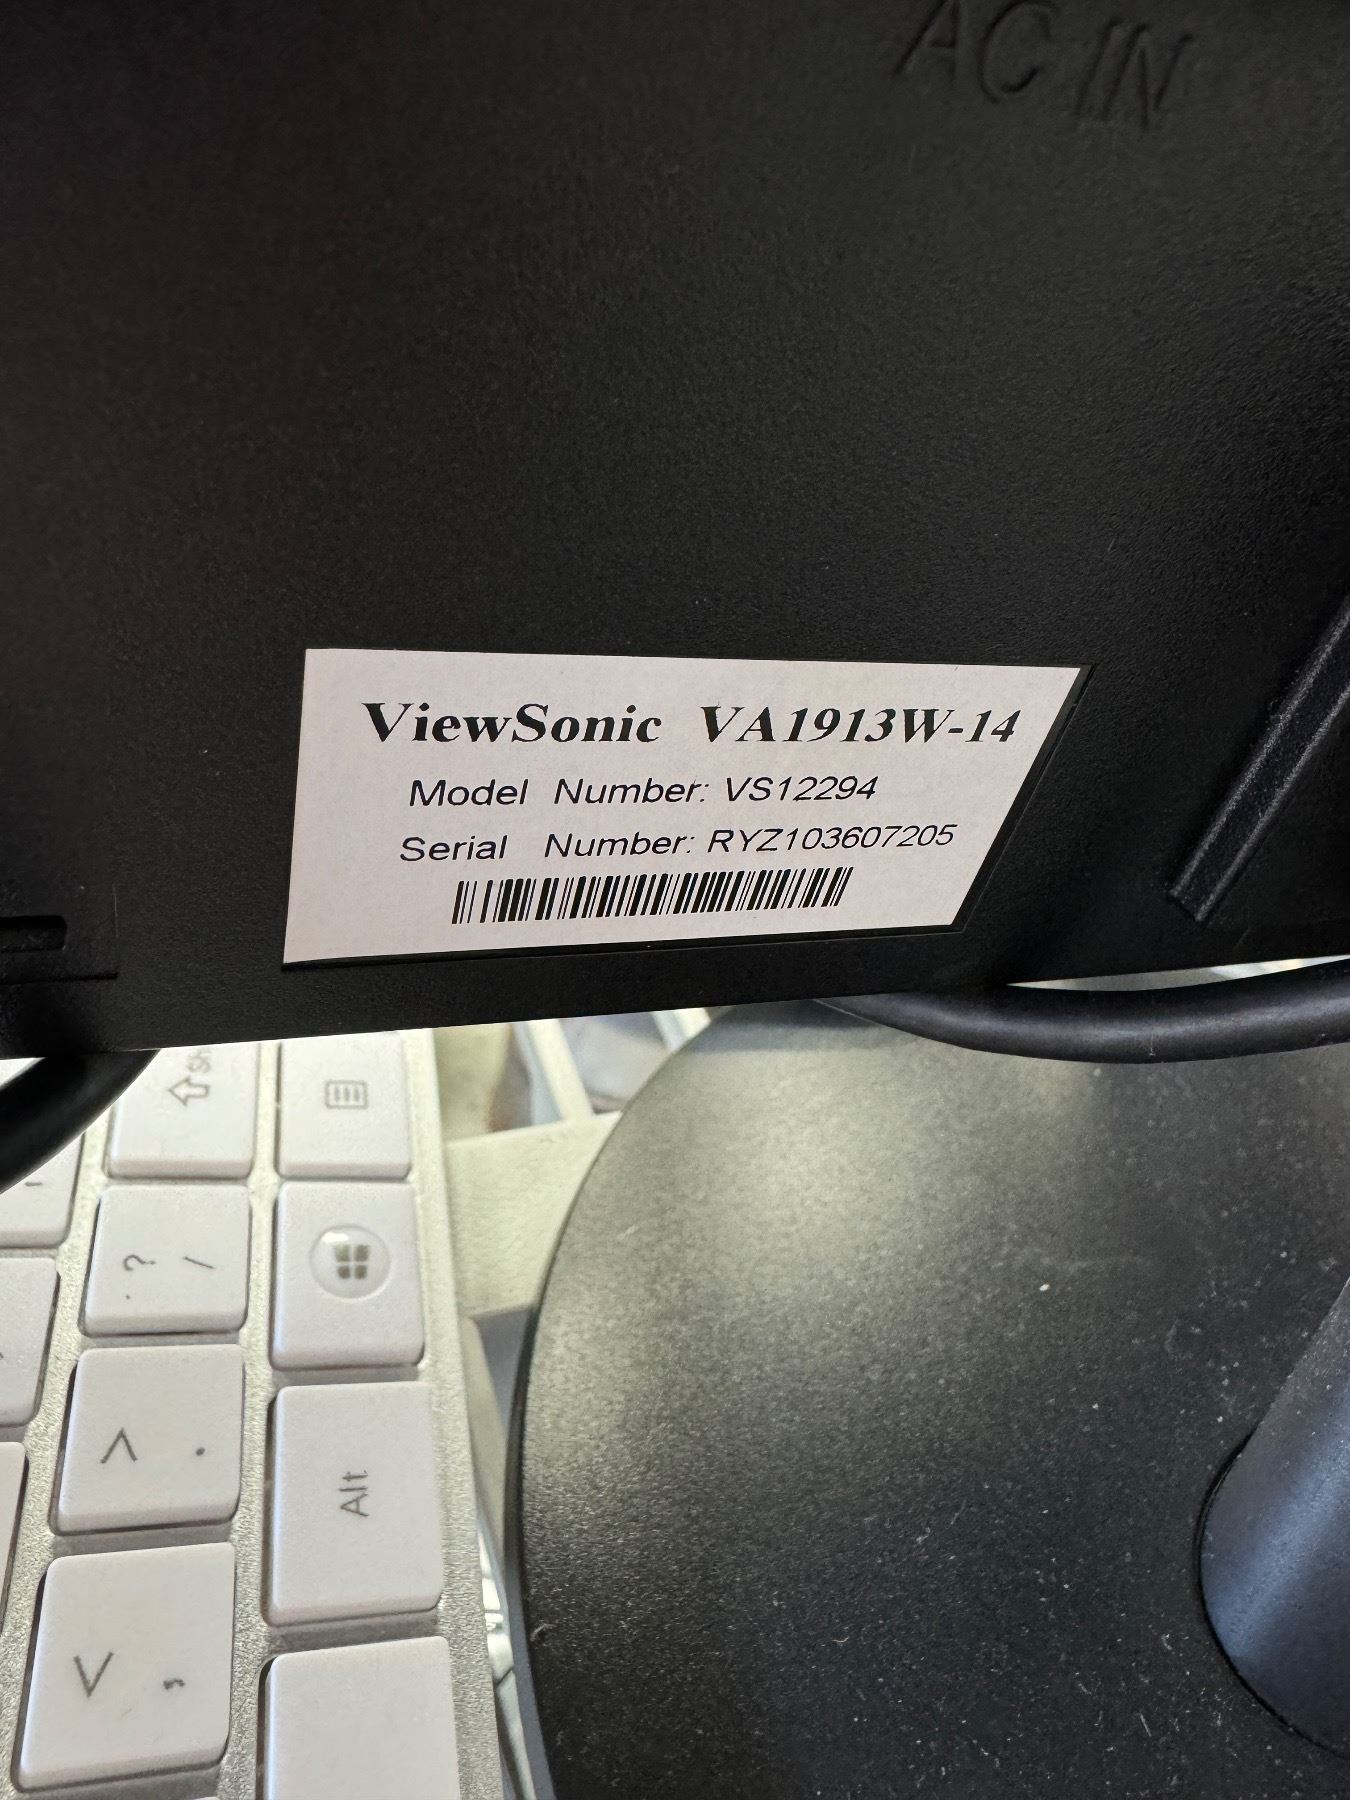 AC IN
ViewSonic VA1913W-14
Model Number: VS12294
Serial Number: RYZ103607205
? /
> .
Alt
< ,